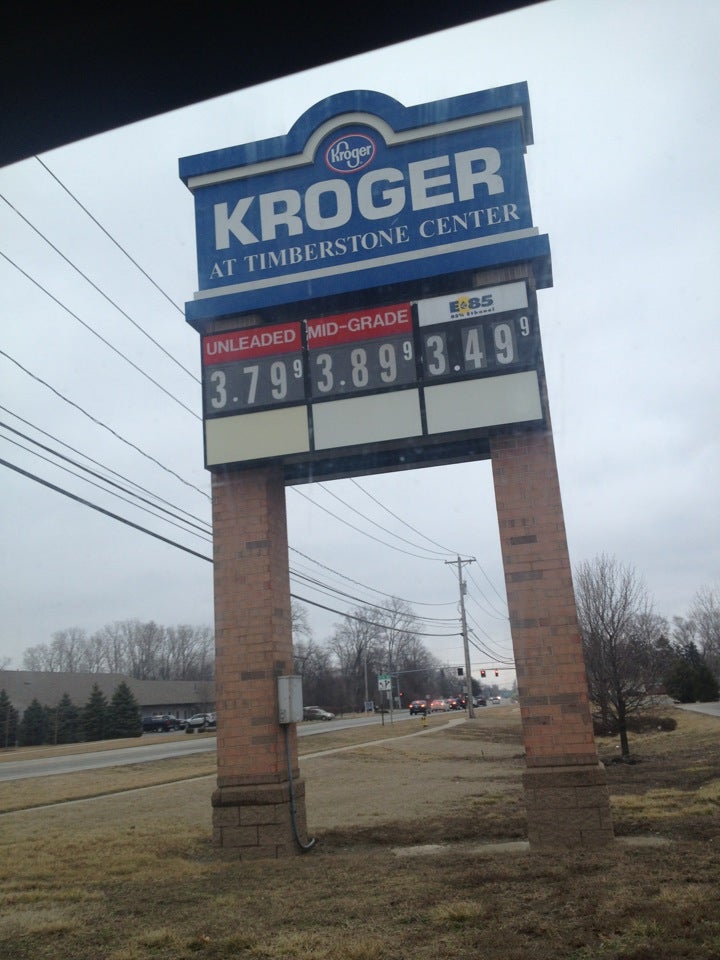 Kroger
KROGER
AT TIMBERSTONE CENTER
UNLEADED MID-GRADE E85
85% Ethanol
3.79 9 3.89 9 3.49 9